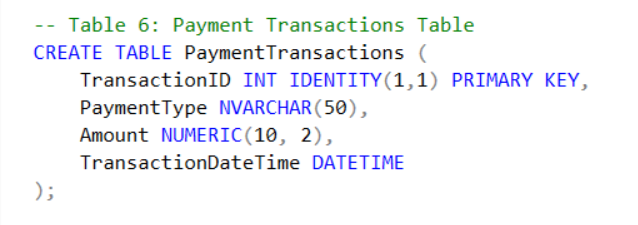 -- Table 6: Payment Transactions Table
CREATE TABLE PaymentTransactions (
    TransactionID INT IDENTITY(1,1) PRIMARY KEY,
    PaymentType NVARCHAR(50),
    Amount NUMERIC(10, 2),
    TransactionDateTime DATETIME
);